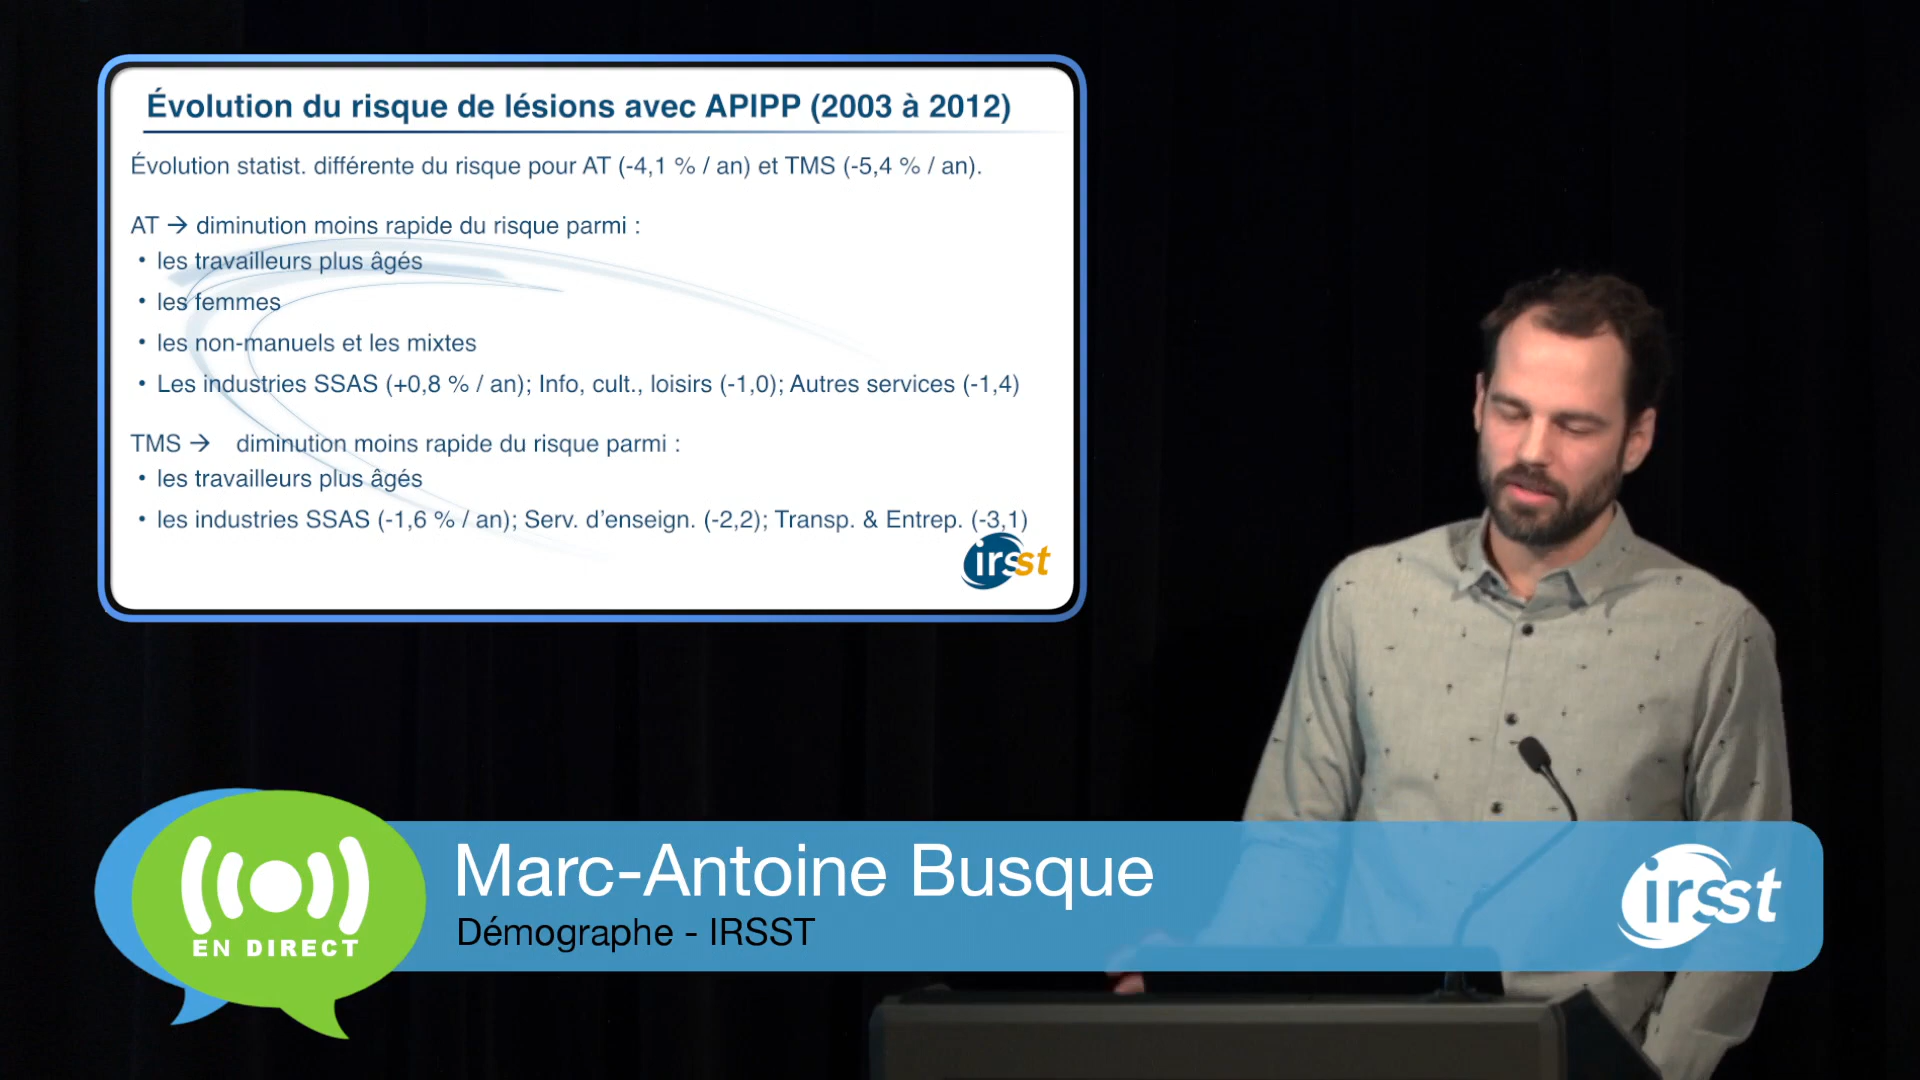 Évolution du risque de lésions avec APIPP (2003 à 2012)
Évolution statist. différente du risque pour AT (-4,1 % / an) et TMS (-5,4 % / an).
AT → diminution moins rapide du risque parmi :
• les travailleurs plus âgés
• les femmes
• les non-manuels et les mixtes
• Les industries SSAS (+0,8 % / an); Info, cult., loisirs (-1,0); Autres services (-1,4)
TMS → diminution moins rapide du risque parmi :
• les travailleurs plus âgés
• les industries SSAS (-1,6 % / an); Serv. d'enseign. (-2,2); Transp. & Entrep. (-3,1)
irsst
EN DIRECT
Marc-Antoine Busque
Démographe - IRSST
irsst